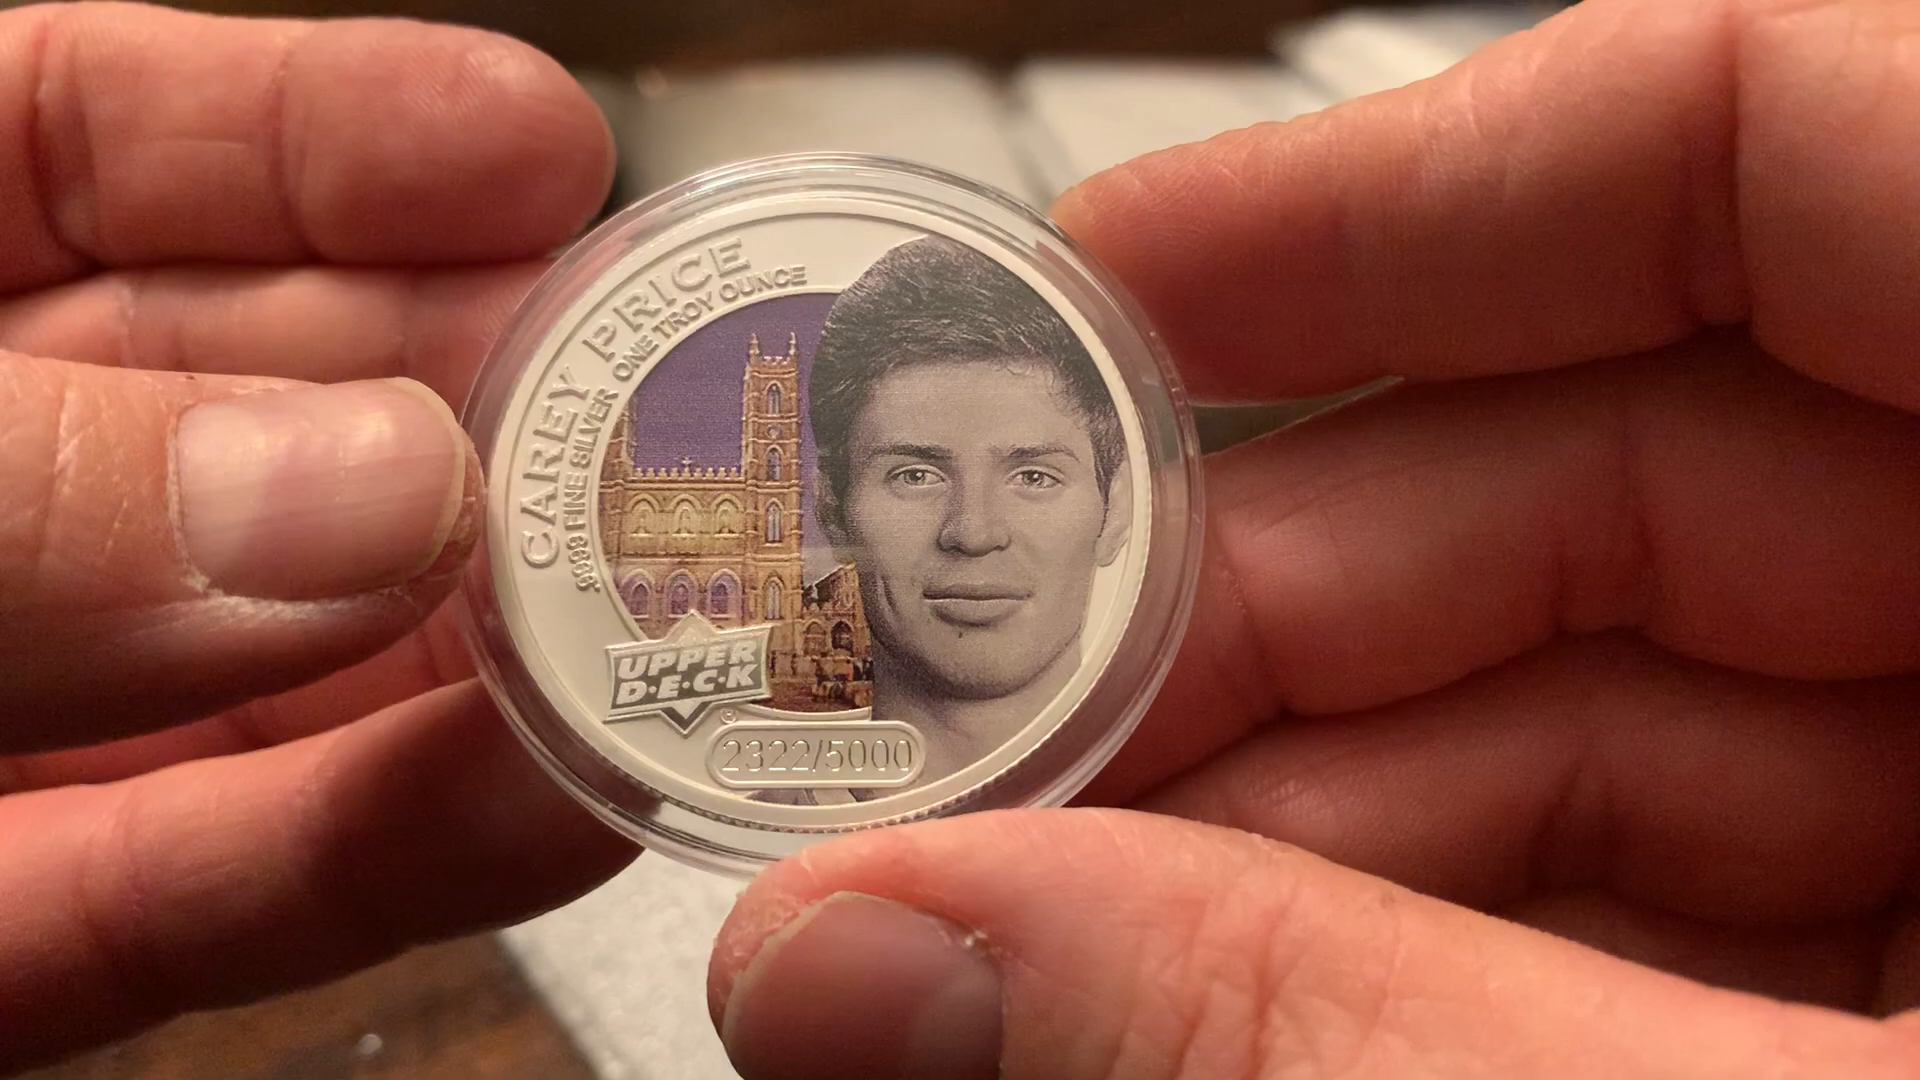 CAREY PRICE
9999 FINE SILVER ONE TROY OUNCE
UPPER
D·E·C·K
©
2322/5000